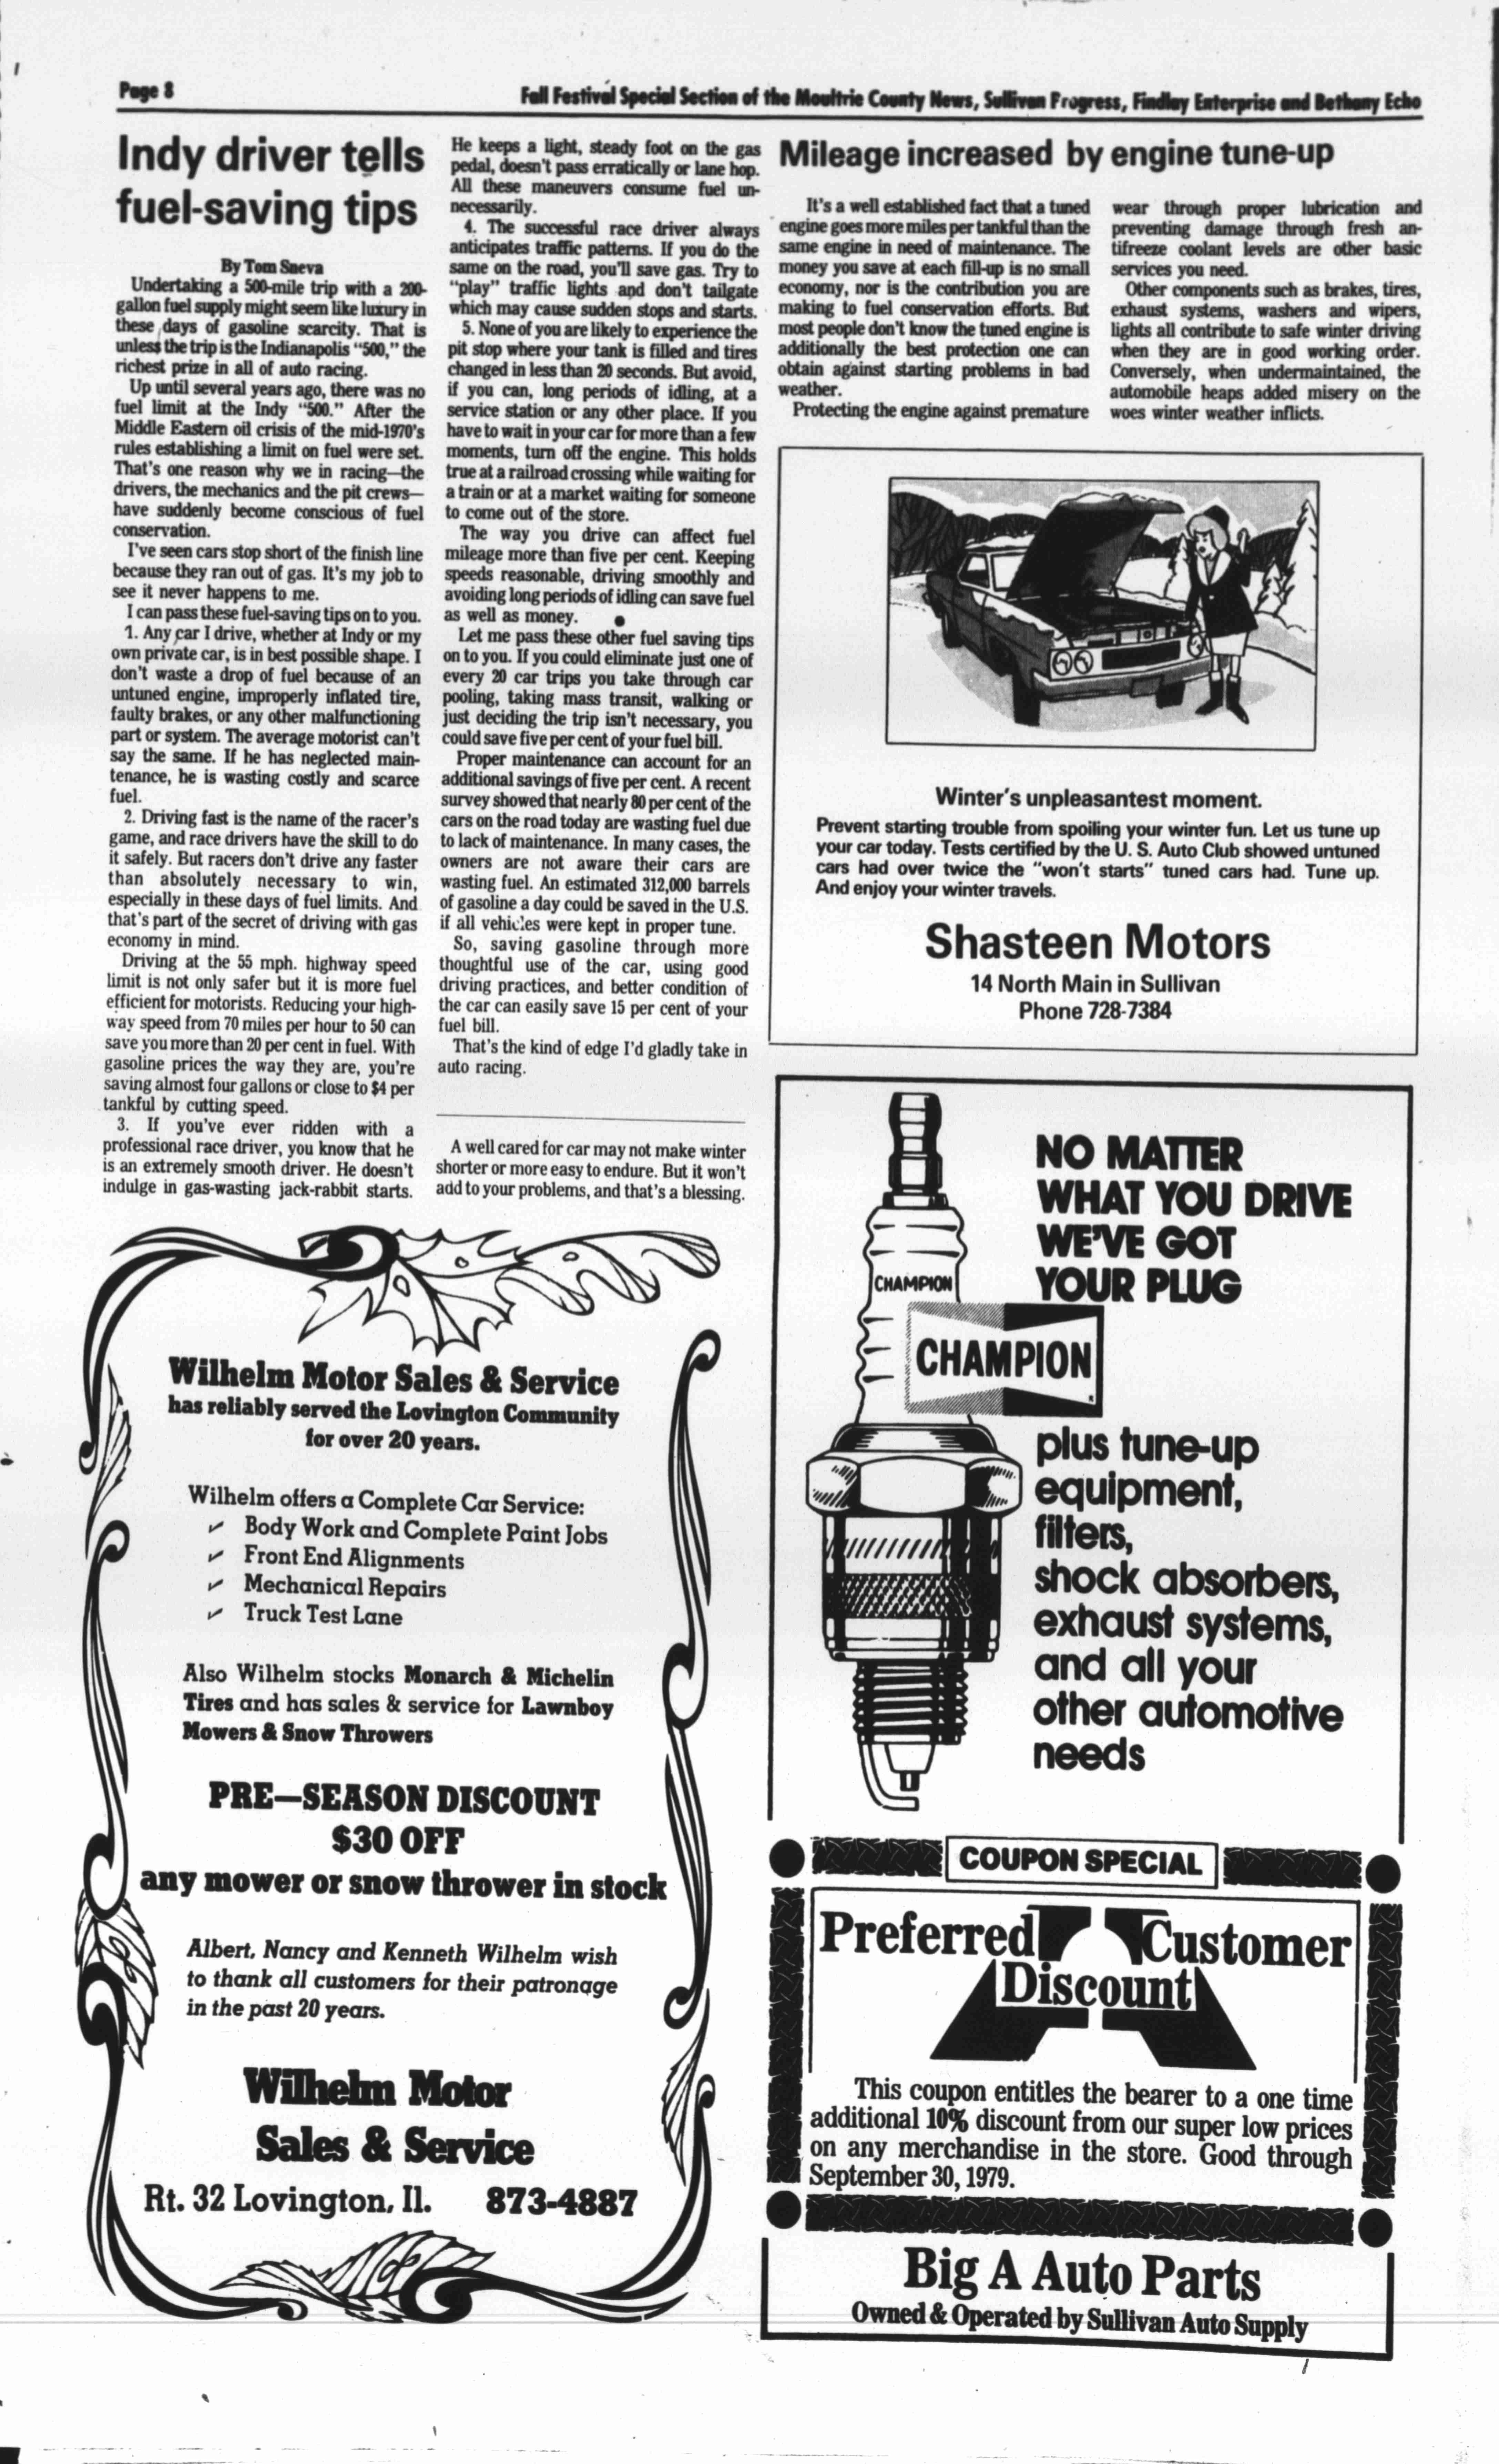 Page 8
Fall Festival Special Section of the Moultrie County News, Sullivan Progress, Findlay Enterprise and Bethany Echo
Indy driver tells
fuel-saving tips
By Tom Sneva
Undertaking a 500-mile trip with a 200-
gallon fuel supply might seem like luxury in
these days of gasoline scarcity. That is
unless the trip is the Indianapolis "500," the
richest prize in all of auto racing.
Up until several years ago, there was no
fuel limit at the Indy "500." After the
Middle Eastern oil crisis of the mid-1970's
rules establishing a limit on fuel were set.
That's one reason why we in racing—the
drivers, the mechanics and the pit crews—
have suddenly become conscious of fuel
conservation.
I've seen cars stop short of the finish line
because they ran out of gas. It's my job to
see it never happens to me.
I can pass these fuel-saving tips on to you.
1. Any car I drive, whether at Indy or my
own private car, is in best possible shape. I
don't waste a drop of fuel because of an
untuned engine, improperly inflated tire,
faulty brakes, or any other malfunctioning
part or system. The average motorist can't
say the same. If he has neglected main-
tenance, he is wasting costly and scarce
fuel.
2. Driving fast is the name of the racer's
game, and race drivers have the skill to do
it safely. But racers don't drive any faster
than absolutely necessary to win,
especially in these days of fuel limits. And
that's part of the secret of driving with gas
economy in mind.
Driving at the 55 mph. highway speed
limit is not only safer but it is more fuel
efficient for motorists. Reducing your high-
way speed from 70 miles per hour to 50 can
save you more than 20 per cent in fuel. With
gasoline prices the way they are, you're
saving almost four gallons or close to $4 per
tankful by cutting speed.
3. If you've ever ridden with a
professional race driver, you know that he
is an extremely smooth driver. He doesn't
indulge in gas-wasting jack-rabbit starts.
He keeps a light, steady foot on the gas
pedal, doesn't pass erratically or lane hop.
All these maneuvers consume fuel un-
necessarily.
4. The successful race driver always
anticipates traffic patterns. If you do the
same on the road, you'll save gas. Try to
"play" traffic lights and don't tailgate
which may cause sudden stops and starts.
5. None of you are likely to experience the
pit stop where your tank is filled and tires
changed in less than 20 seconds. But avoid,
if you can, long periods of idling, at a
service station or any other place. If you
have to wait in your car for more than a few
moments, turn off the engine. This holds
true at a railroad crossing while waiting for
a train or at a market waiting for someone
to come out of the store.
The way you drive can affect fuel
mileage more than five per cent. Keeping
speeds reasonable, driving smoothly and
avoiding long periods of idling can save fuel
as well as money.
Let me pass these other fuel saving tips
on to you. If you could eliminate just one of
every 20 car trips you take through car
pooling, taking mass transit, walking or
just deciding the trip isn't necessary, you
could save five per cent of your fuel bill.
Proper maintenance can account for an
additional savings of five per cent. A recent
survey showed that nearly 80 per cent of the
cars on the road today are wasting fuel due
to lack of maintenance. In many cases, the
owners are not aware their cars are
wasting fuel. An estimated 312,000 barrels
of gasoline a day could be saved in the U.S.
if all vehicles were kept in proper tune.
So, saving gasoline through more
thoughtful use of the car, using good
driving practices, and better condition of
the car can easily save 15 per cent of your
fuel bill.
That's the kind of edge I'd gladly take in
auto racing.
A well cared for car may not make winter
shorter or more easy to endure. But it won't
add to your problems, and that's a blessing.
Mileage increased by engine tune-up
It's a well established fact that a tuned
engine goes more miles per tankful than the
same engine in need of maintenance. The
money you save at each fill-up is no small
economy, nor is the contribution you are
making to fuel conservation efforts. But
most people don't know the tuned engine is
additionally the best protection one can
obtain against starting problems in bad
weather.
Protecting the engine against premature
wear through proper lubrication and
preventing damage through fresh an-
tifreeze coolant levels are other basic
services you need.
Other components such as brakes, tires,
exhaust systems, washers and wipers,
lights all contribute to safe winter driving
when they are in good working order.
Conversely, when undermaintained, the
automobile heaps added misery on the
woes winter weather inflicts.
Winter's unpleasantest moment.
Prevent starting trouble from spoiling your winter fun. Let us tune up
your car today. Tests certified by the U. S. Auto Club showed untuned
cars had over twice the "won't starts" tuned cars had. Tune up.
And enjoy your winter travels.
Shasteen Motors
14 North Main in Sullivan
Phone 728-7384
Wilhelm Motor Sales & Service
has reliably served the Lovington Community
for over 20 years.
Wilhelm offers a Complete Car Service:
✓ Body Work and Complete Paint Jobs
✓ Front End Alignments
✓ Mechanical Repairs
✓ Truck Test Lane
Also Wilhelm stocks Monarch & Michelin
Tires and has sales & service for Lawnboy
Mowers & Snow Throwers
PRE—SEASON DISCOUNT
$30 OFF
any mower or snow thrower in stock
Albert, Nancy and Kenneth Wilhelm wish
to thank all customers for their patronage
in the past 20 years.
Wilhelm Motor
Sales & Service
Rt. 32 Lovington, Il. 873-4887
NO MATTER
WHAT YOU DRIVE
WE'VE GOT
YOUR PLUG
CHAMPION
CHAMPION
plus tune-up
equipment,
filters,
shock absorbers,
exhaust systems,
and all your
other automotive
needs
COUPON SPECIAL
Preferred Customer
Discount
This coupon entitles the bearer to a one time
additional 10% discount from our super low prices
on any merchandise in the store. Good through
September 30, 1979.
Big A Auto Parts
Owned & Operated by Sullivan Auto Supply